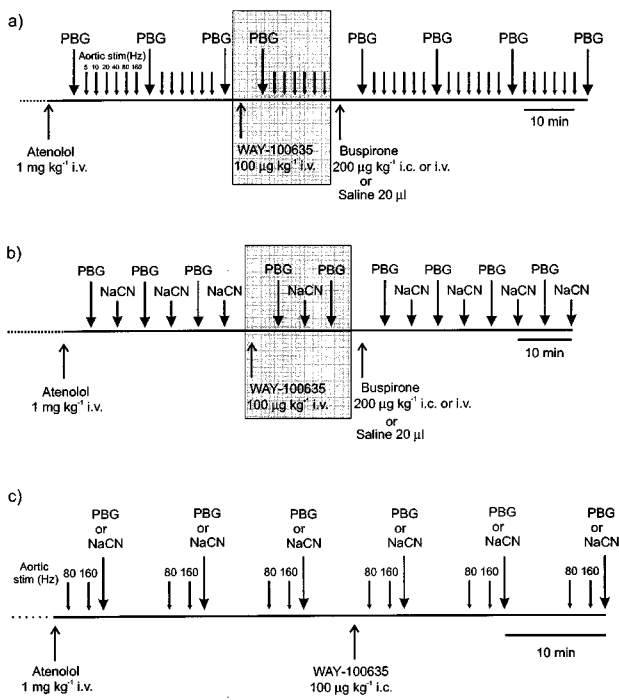 a)
PBG PBG PBG PBG PBG PBG PBG PBG
Aortic stim(Hz)
5 10 20 40 80 160
10 min
Atenolol
1 mg kg⁻¹ i.v.
WAY-100635
100 µg kg⁻¹ i.v.
Buspirone
200 µg kg⁻¹ i.c. or i.v.
or
Saline 20 µl
b)
PBG PBG PBG PBG PBG PBG PBG PBG PBG
NaCN NaCN NaCN NaCN NaCN NaCN NaCN NaCN
10 min
Atenolol
1 mg kg⁻¹ i.v.
WAY-100635
100 µg kg⁻¹ i.v.
Buspirone
200 µg kg⁻¹ i.c. or i.v.
or
Saline 20 µl
c)
PBG PBG PBG PBG PBG PBG
or or or or or or
NaCN NaCN NaCN NaCN NaCN NaCN
Aortic
stim (Hz)
80 160 80 160 80 160 80 160 80 160 80 160
10 min
Atenolol
1 mg kg⁻¹ i.v.
WAY-100635
100 µg kg⁻¹ i.c.